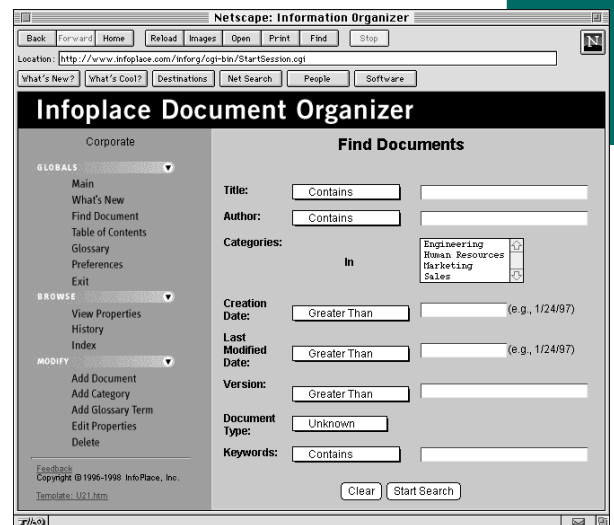 Netscape: Information Organizer
Back Forward Home Reload Images Open Print Find Stop
N
Location: http://www.infoplace.com/inforg/cgi-bin/StartSession.cgi
What's New? What's Cool? Destinations Net Search People Software
Infoplace Document Organizer
Corporate
GLOBALS
Main
What's New
Find Document
Table of Contents
Glossary
Preferences
Exit
BROWSE
View Properties
History
Index
MODIFY
Add Document
Add Category
Add Glossary Term
Edit Properties
Delete
Feedback
Copyright © 1996-1998 InfoPlace, Inc.
Template: U21.htm
Find Documents
Title: Contains
Author: Contains
Categories: In
Engineering
Human Resources
Marketing
Sales
Creation
Date: Greater Than (e.g., 1/24/97)
Last
Modified
Date: Greater Than (e.g., 1/24/97)
Version: Greater Than
Document
Type: Unknown
Keywords: Contains
Clear Start Search